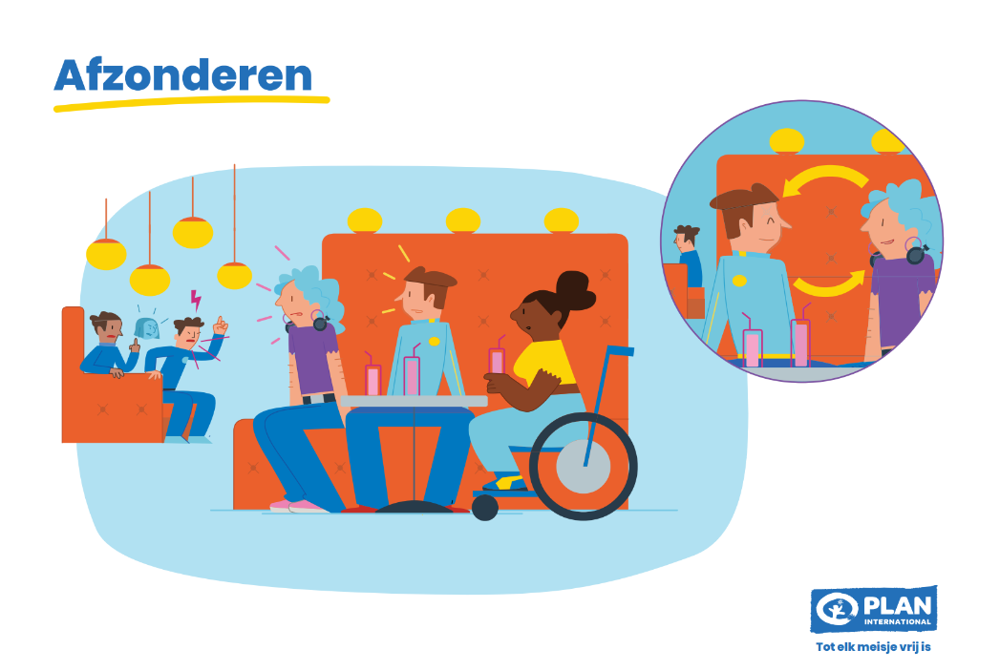 Afzonderen
PLAN
INTERNATIONAL
Tot elk meisje vrij is